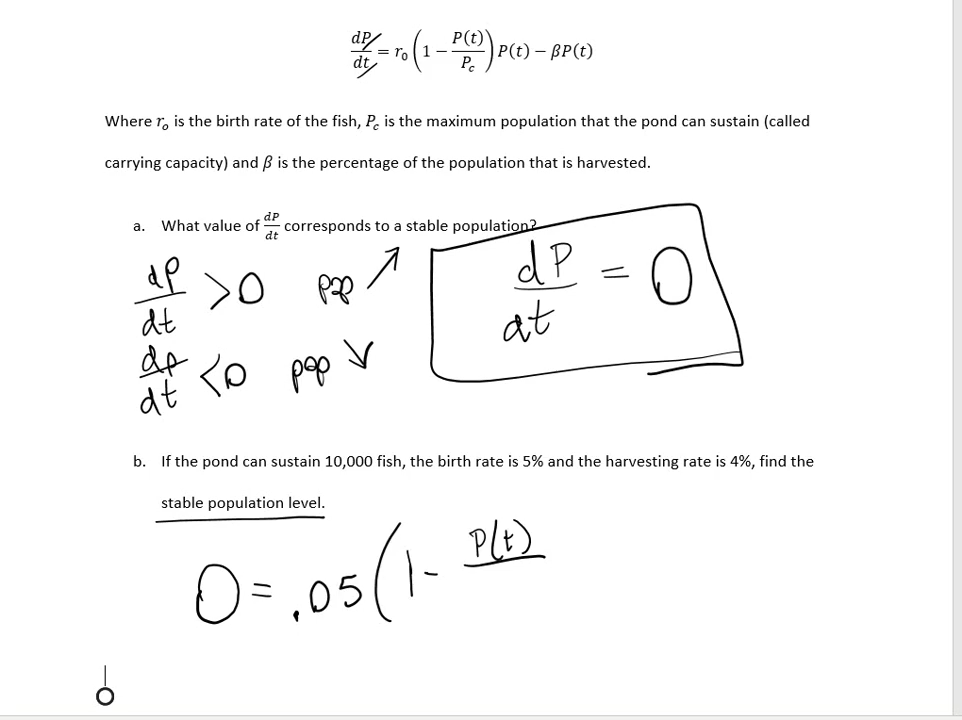 dP/dt = r₀(1 − P(t)/P꜀)P(t) − βP(t)
Where rₒ is the birth rate of the fish, P꜀ is the maximum population that the pond can sustain (called
carrying capacity) and β is the percentage of the population that is harvested.
a. What value of dP/dt corresponds to a stable population?
dP/dt > 0 pop ↗
dP/dt = 0
dp/dt < 0 pop ↘
b. If the pond can sustain 10,000 fish, the birth rate is 5% and the harvesting rate is 4%, find the
stable population level.
0 = .05(1 - P(t)